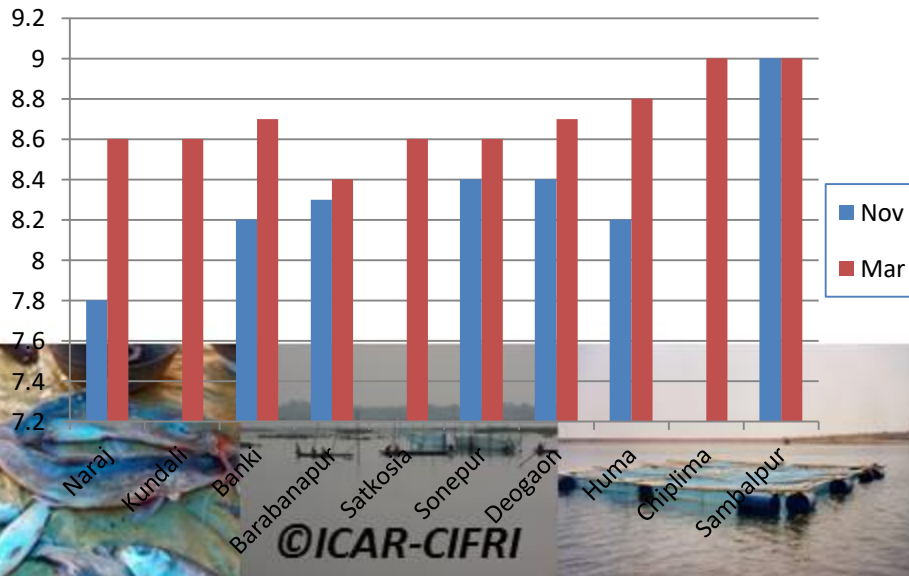 9.2
9
8.8
8.6
8.4
8.2
8
7.8
7.6
7.4
7.2
Naraj
Kundali
Banki
Barabanapur
Satkosia
Sonepur
Deogaon
Huma
Chiplima
Sambalpur
Nov
Mar
©ICAR-CIFRI